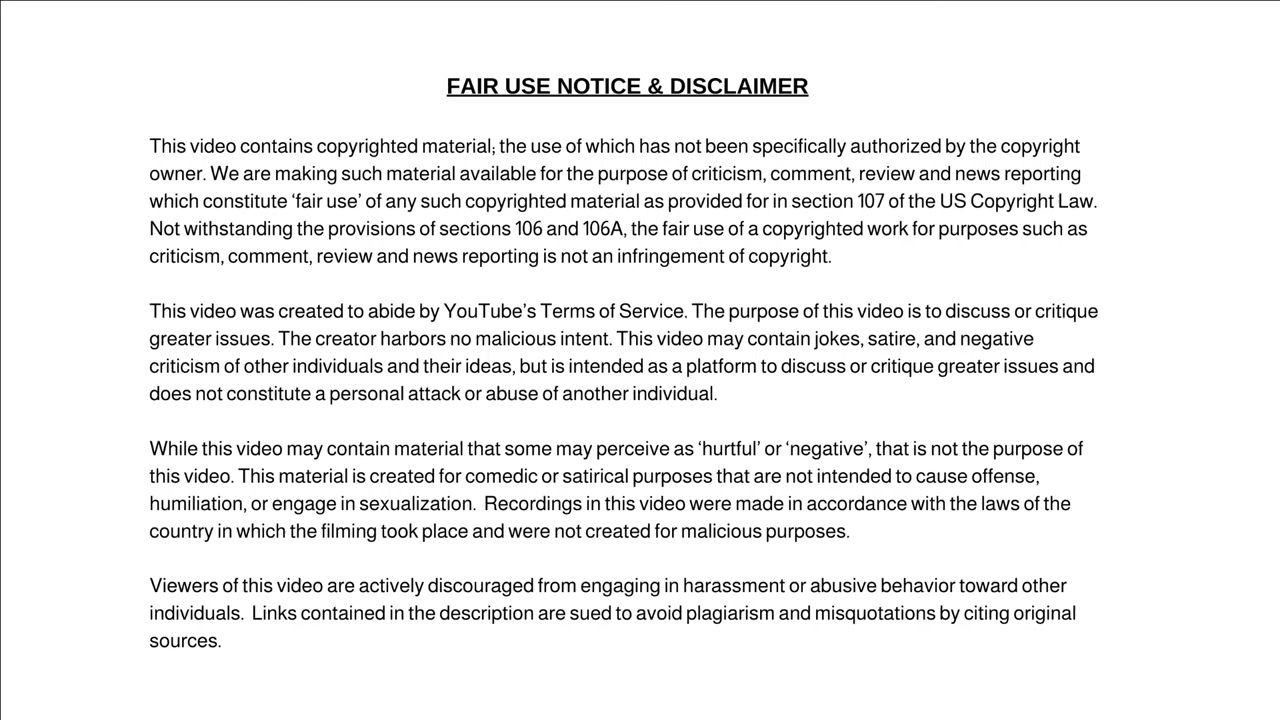 FAIR USE NOTICE & DISCLAIMER
This video contains copyrighted material; the use of which has not been specifically authorized by the copyright
owner. We are making such material available for the purpose of criticism, comment, review and news reporting
which constitute ‘fair use’ of any such copyrighted material as provided for in section 107 of the US Copyright Law.
Not withstanding the provisions of sections 106 and 106A, the fair use of a copyrighted work for purposes such as
criticism, comment, review and news reporting is not an infringement of copyright.
This video was created to abide by YouTube’s Terms of Service. The purpose of this video is to discuss or critique
greater issues. The creator harbors no malicious intent. This video may contain jokes, satire, and negative
criticism of other individuals and their ideas, but is intended as a platform to discuss or critique greater issues and
does not constitute a personal attack or abuse of another individual.
While this video may contain material that some may perceive as ‘hurtful’ or ‘negative’, that is not the purpose of
this video. This material is created for comedic or satirical purposes that are not intended to cause offense,
humiliation, or engage in sexualization.  Recordings in this video were made in accordance with the laws of the
country in which the filming took place and were not created for malicious purposes.
Viewers of this video are actively discouraged from engaging in harassment or abusive behavior toward other
individuals.  Links contained in the description are sued to avoid plagiarism and misquotations by citing original
sources.